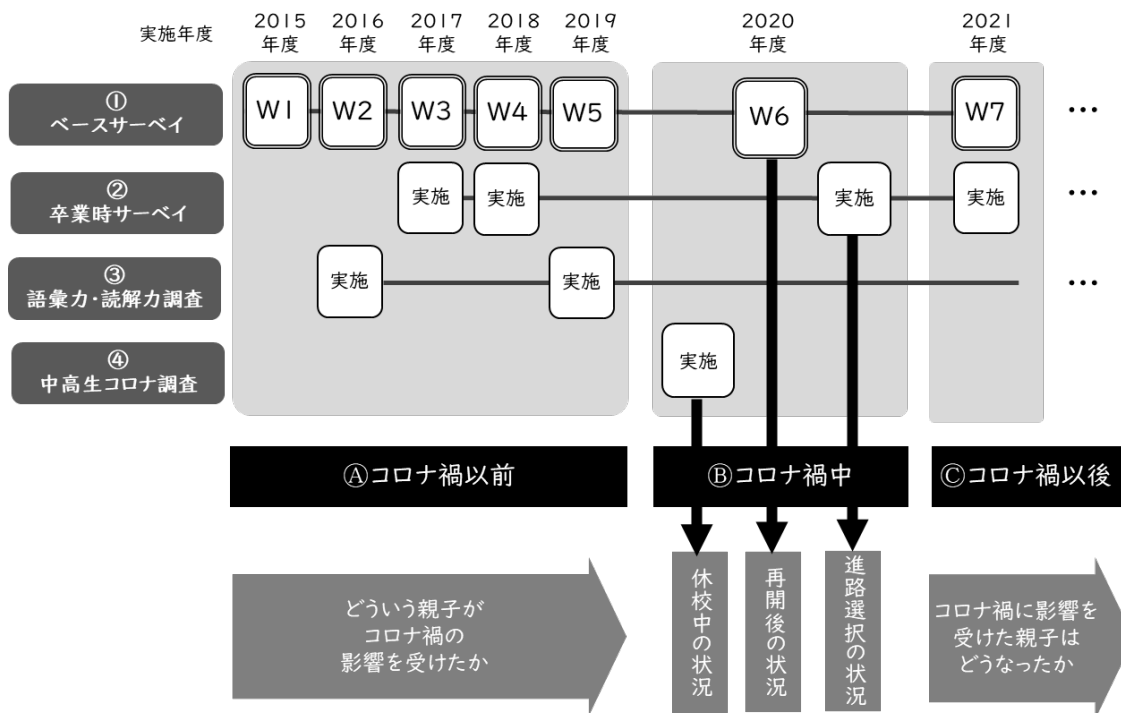 実施年度
2015
年度
2016
年度
2017
年度
2018
年度
2019
年度
2020
年度
2021
年度
①
ベースサーベイ
W1
W2
W3
W4
W5
W6
W7
…
②
卒業時サーベイ
実施
実施
実施
実施
…
③
語彙力・読解力調査
実施
実施
…
④
中高生コロナ調査
実施
Ⓐコロナ禍以前
Ⓑコロナ禍中
Ⓒコロナ禍以後
どういう親子が
コロナ禍の
影響を受けたか
休校中の状況
再開後の状況
進路選択の状況
コロナ禍に影響を
受けた親子は
どうなったか